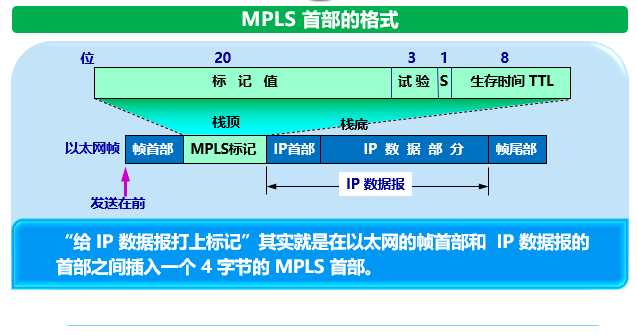 MPLS 首部的格式
位 20 3 1 8
标 记 值 试 验 S 生存时间 TTL
栈顶 栈底
以太网帧 帧首部 MPLS标记 IP首部 IP 数 据 部 分 帧尾部
IP 数据报
发送在前
“给 IP 数据报打上标记”其实就是在以太网的帧首部和 IP 数据报的
首部之间插入一个 4 字节的 MPLS 首部。